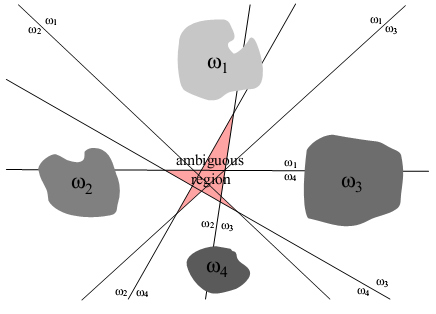 ω₁
ω₂
ω₁
ω₃
ω₁
ambiguous
region
ω₁
ω₄
ω₂
ω₃
ω₂ ω₃
ω₄
ω₂ ω₄
ω₃
ω₄